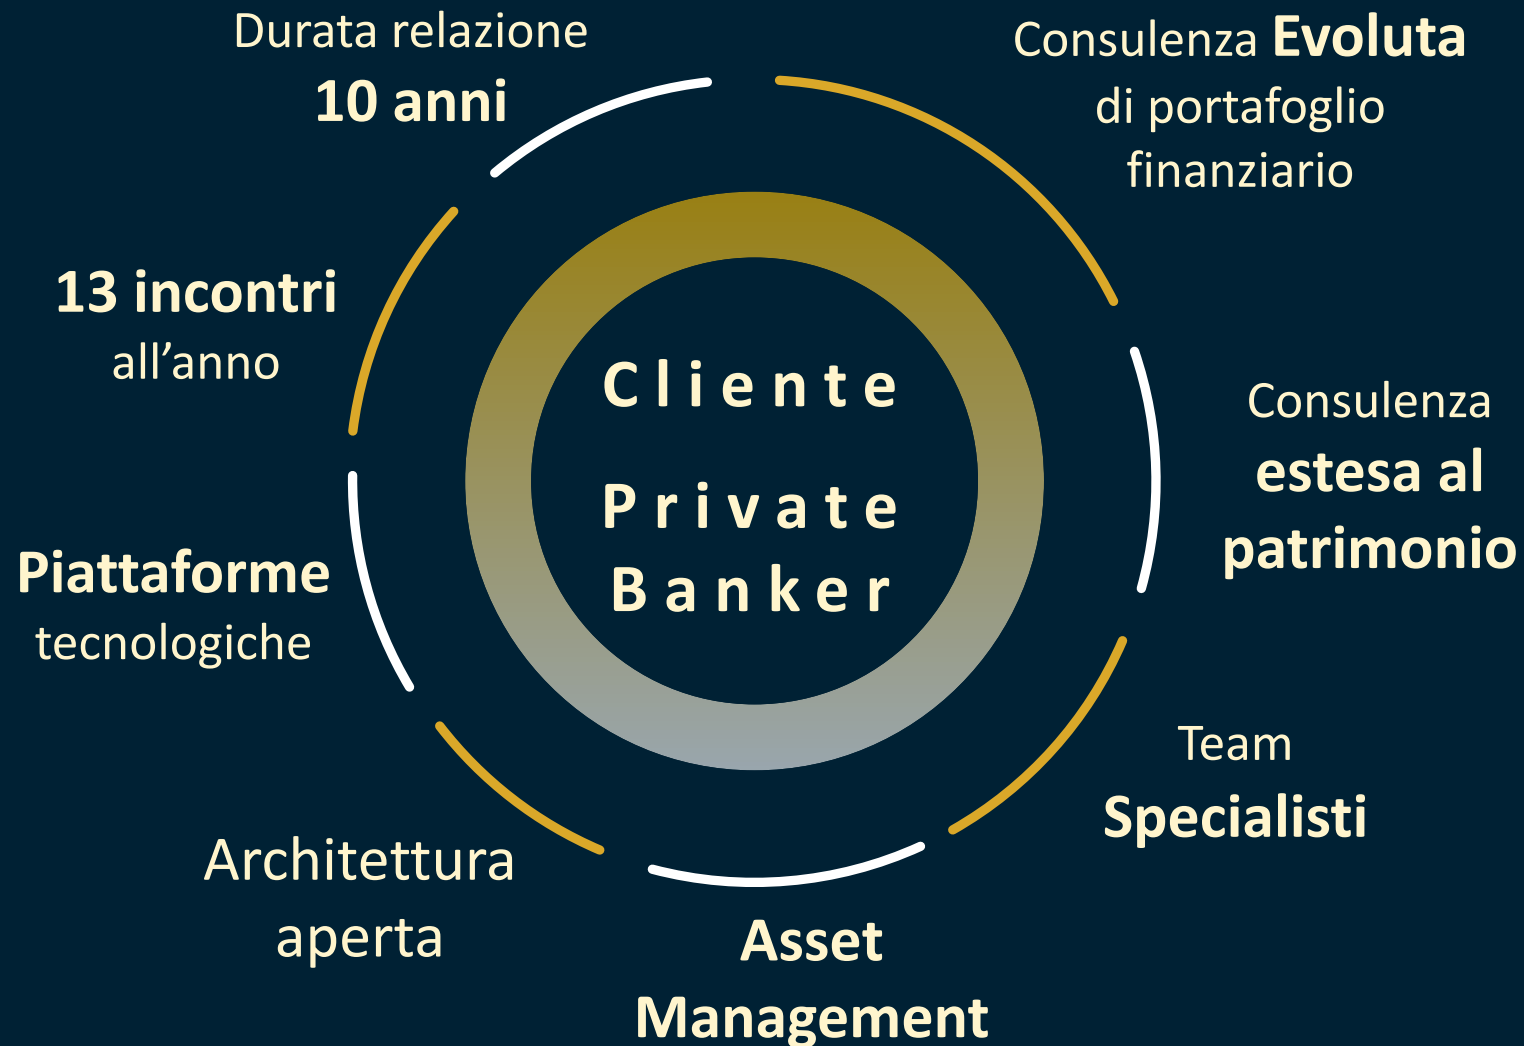 Durata relazione
10 anni
Consulenza Evoluta
di portafoglio
finanziario
13 incontri
all’anno
Cliente
Private
Banker
Consulenza
estesa al
patrimonio
Piattaforme
tecnologiche
Team
Specialisti
Architettura
aperta
Asset
Management